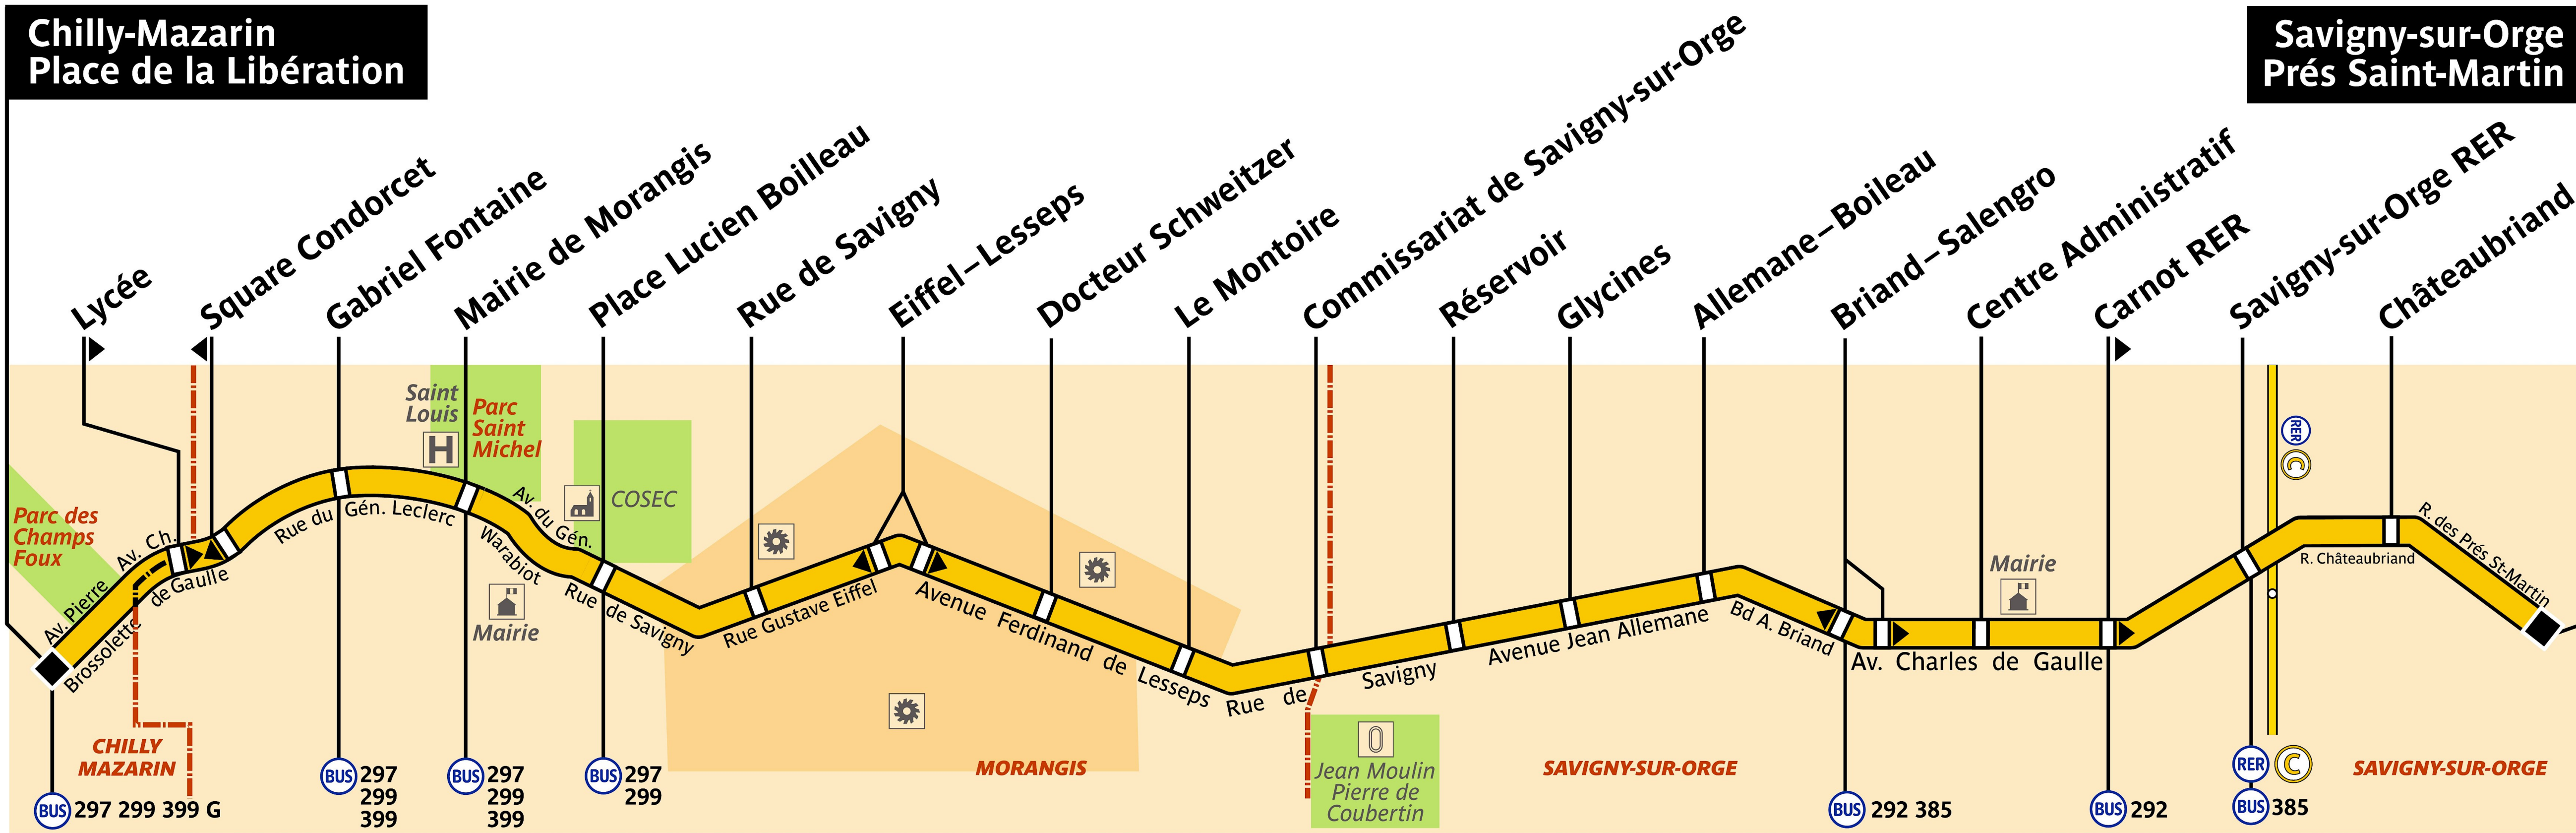 Chilly-Mazarin
Place de la Libération
Savigny-sur-Orge
Prés Saint-Martin
Lycée
Square Condorcet
Gabriel Fontaine
Mairie de Morangis
Place Lucien Boilleau
Rue de Savigny
Eiffel–Lesseps
Docteur Schweitzer
Le Montoire
Commissariat de Savigny-sur-Orge
Réservoir
Glycines
Allemane–Boileau
Briand–Salengro
Centre Administratif
Carnot RER
Savigny-sur-Orge RER
Châteaubriand
Parc des
Champs
Foux
Av. Pierre
Brossolette
Av. Ch.
de Gaulle
Rue du Gén. Leclerc
Saint
Louis
H
Parc
Saint
Michel
Av. du Gén.
Warabiot
Mairie
COSEC
Rue de Savigny
Rue Gustave Eiffel
Avenue Ferdinand de Lesseps
Rue de Savigny
Avenue Jean Allemane
Bd A. Briand
Av. Charles de Gaulle
Mairie
RER
C
R. Châteaubriand
R. des Prés St-Martin
CHILLY
MAZARIN
MORANGIS
Jean Moulin
Pierre de
Coubertin
SAVIGNY-SUR-ORGE
SAVIGNY-SUR-ORGE
BUS 297 299 399 G
BUS 297
299
399
BUS 297
299
399
BUS 297
299
BUS 292 385
BUS 292
RER C
BUS 385